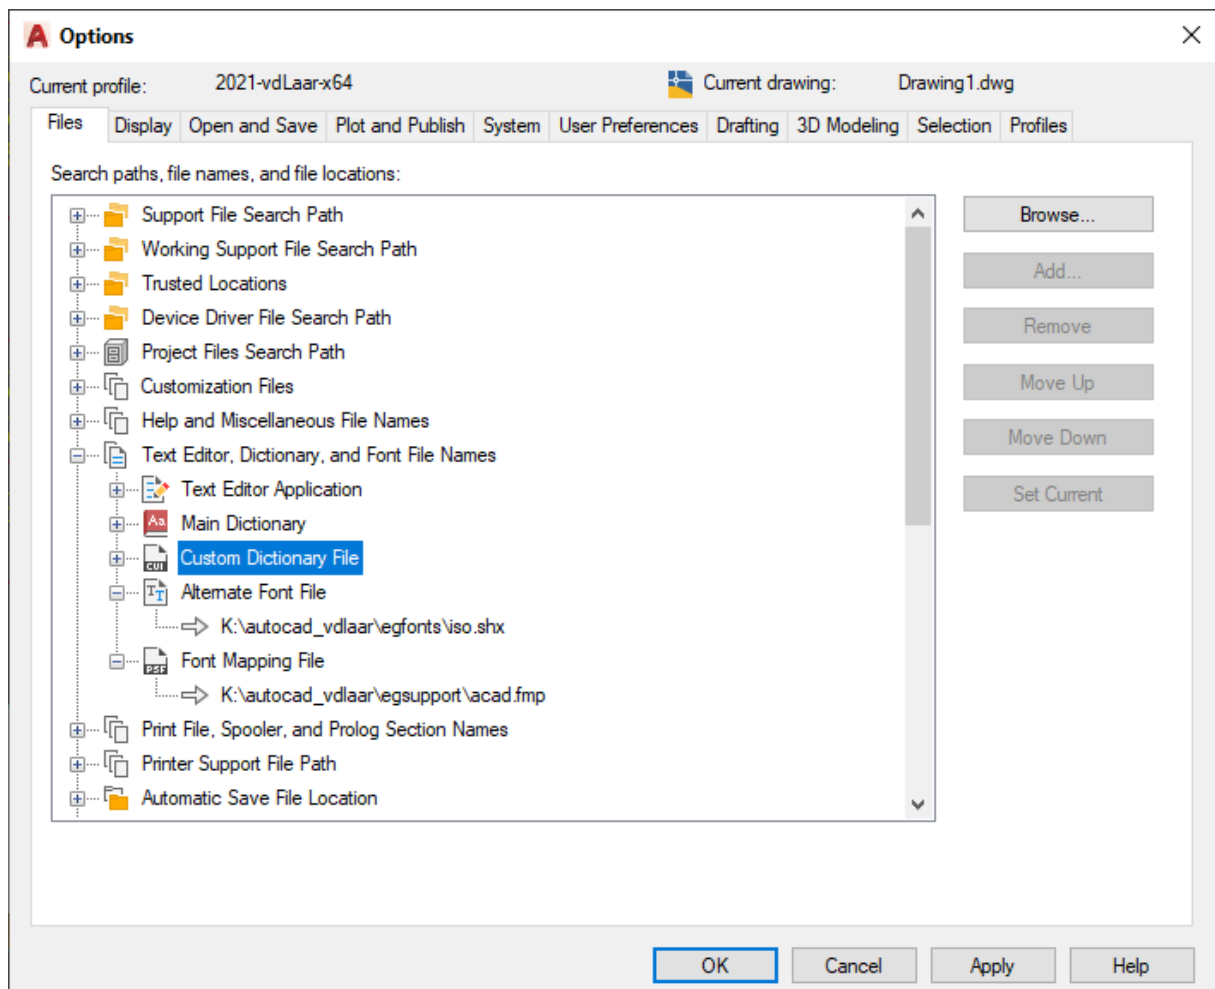 Options
Current profile: 2021-vdLaar-x64 Current drawing: Drawing1.dwg
Files Display Open and Save Plot and Publish System User Preferences Drafting 3D Modeling Selection Profiles
Search paths, file names, and file locations:
Support File Search Path
Working Support File Search Path
Trusted Locations
Device Driver File Search Path
Project Files Search Path
Customization Files
Help and Miscellaneous File Names
Text Editor, Dictionary, and Font File Names
Text Editor Application
Aa Main Dictionary
CUI Custom Dictionary File
Alternate Font File
K:\autocad_vdlaar\egfonts\iso.shx
PSF Font Mapping File
K:\autocad_vdlaar\egsupport\acad.fmp
Print File, Spooler, and Prolog Section Names
Printer Support File Path
Automatic Save File Location
Browse...
Add...
Remove
Move Up
Move Down
Set Current
OK Cancel Apply Help